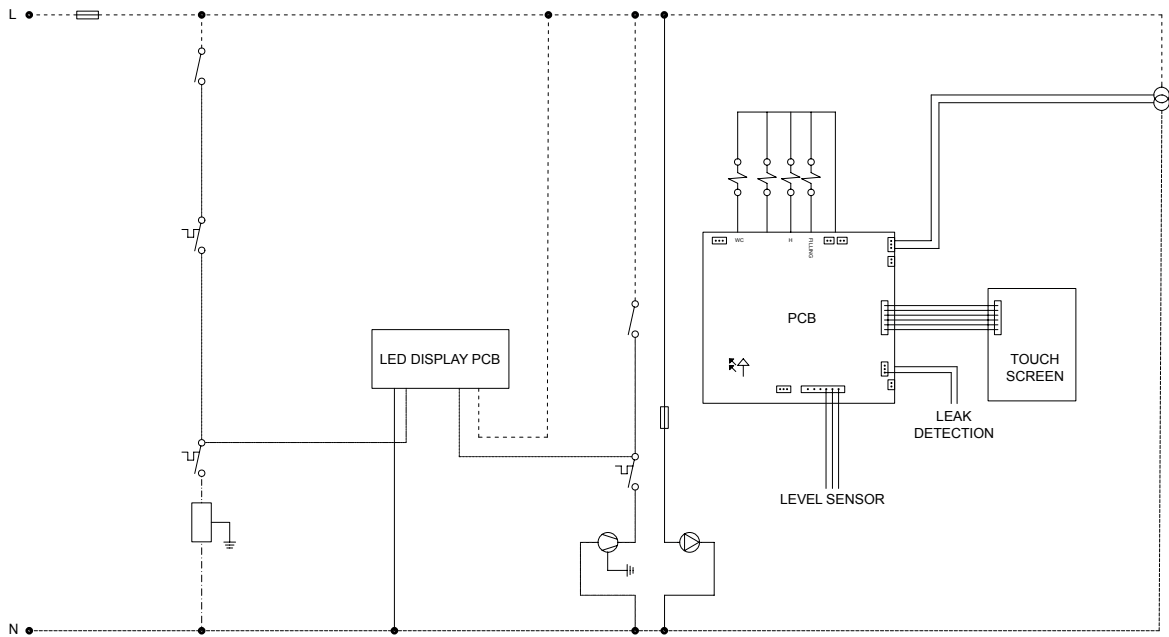 L
WC
H
FILLING
PCB
LED DISPLAY PCB
TOUCH
SCREEN
LEAK
DETECTION
LEVEL SENSOR
N